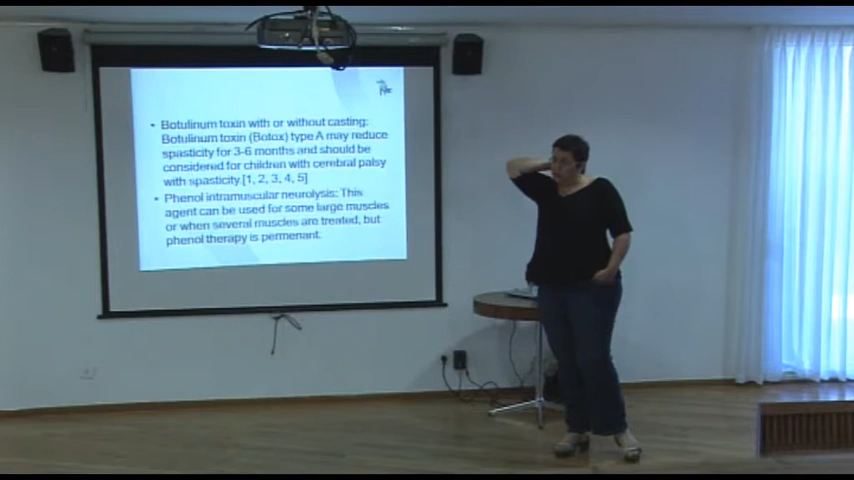 • Botulinum toxin with or without casting:
Botulinum toxin (Botox) type A may reduce
spasticity for 3-6 months and should be
considered for children with cerebral palsy
with spasticity.[1, 2, 3, 4, 5]
• Phenol intramuscular neurolysis: This
agent can be used for some large muscles
or when several muscles are treated, but
phenol therapy is permenant.